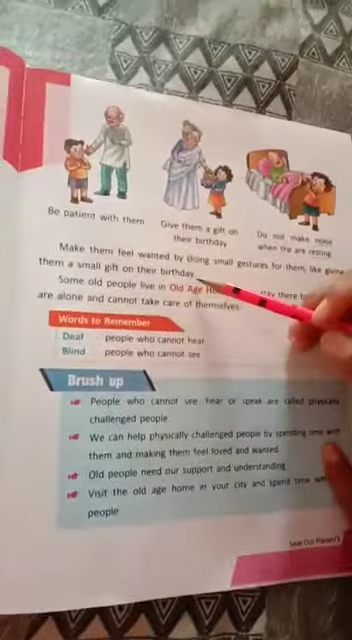 Be patient with them
Give them a gift on
their birthday
Do not make noise
when the are resting
Make them feel wanted by doing small gestures for them, like giving
them a small gift on their birthday
Some old people live in Old Age stay there
are alone and cannot take care of themselves
Words to Remember
Deaf people who cannot hear
Blind people who cannot see
Brush up
People who cannot see hear or speak are called physically
challenged people
We can help physically challenged people by spending time with
them and making them feel loved and wanted
Old people need our support and understanding
Visit the old age home in your city and spend time
people
Save Our Planet/3